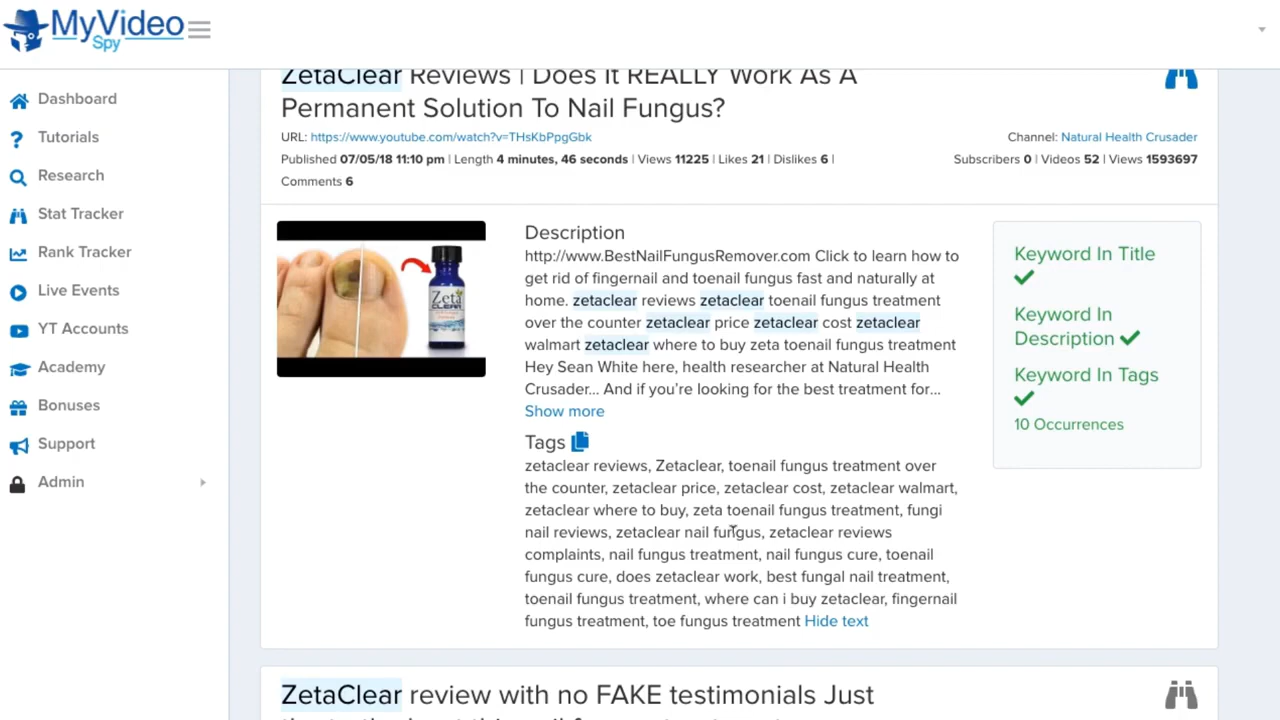 MyVideo
Spy
Dashboard
Tutorials
Research
Stat Tracker
Rank Tracker
Live Events
YT Accounts
Academy
Bonuses
Support
Admin
ZetaClear Reviews | Does It REALLY Work As A
Permanent Solution To Nail Fungus?
URL: https://www.youtube.com/watch?v=THsKbPpgGbk
Channel: Natural Health Crusader
Published 07/05/18 11:10 pm | Length 4 minutes, 46 seconds | Views 11225 | Likes 21 | Dislikes 6 |
Comments 6
Subscribers 0 | Videos 52 | Views 1593697
Zeta
CLEAR
Description
http://www.BestNailFungusRemover.com Click to learn how to
get rid of fingernail and toenail fungus fast and naturally at
home. zetaclear reviews zetaclear toenail fungus treatment
over the counter zetaclear price zetaclear cost zetaclear
walmart zetaclear where to buy zeta toenail fungus treatment
Hey Sean White here, health researcher at Natural Health
Crusader... And if you're looking for the best treatment for...
Show more
Tags
zetaclear reviews, Zetaclear, toenail fungus treatment over
the counter, zetaclear price, zetaclear cost, zetaclear walmart,
zetaclear where to buy, zeta toenail fungus treatment, fungi
nail reviews, zetaclear nail fungus, zetaclear reviews
complaints, nail fungus treatment, nail fungus cure, toenail
fungus cure, does zetaclear work, best fungal nail treatment,
toenail fungus treatment, where can i buy zetaclear, fingernail
fungus treatment, toe fungus treatment Hide text
Keyword In Title
Keyword In
Description
Keyword In Tags
10 Occurrences
ZetaClear review with no FAKE testimonials Just